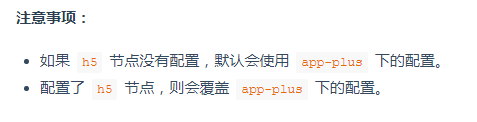 注意事项：
如果 h5 节点没有配置，默认会使用 app-plus 下的配置。
配置了 h5 节点，则会覆盖 app-plus 下的配置。